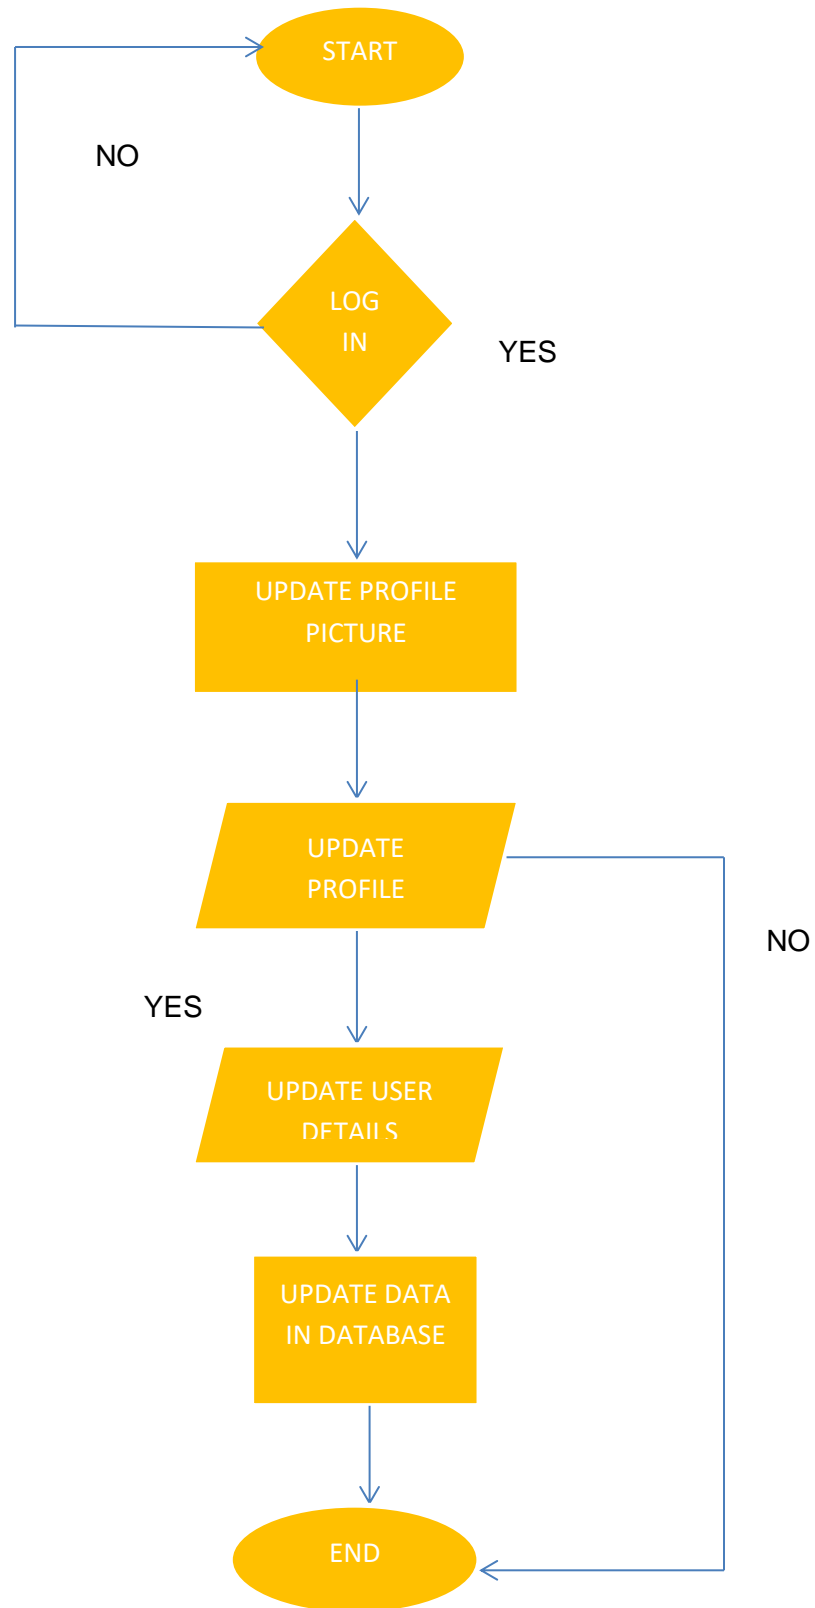 START
NO
LOG
IN
YES
UPDATE PROFILE
PICTURE
UPDATE
PROFILE
NO
YES
UPDATE USER
DETAILS
UPDATE DATA
IN DATABASE
END